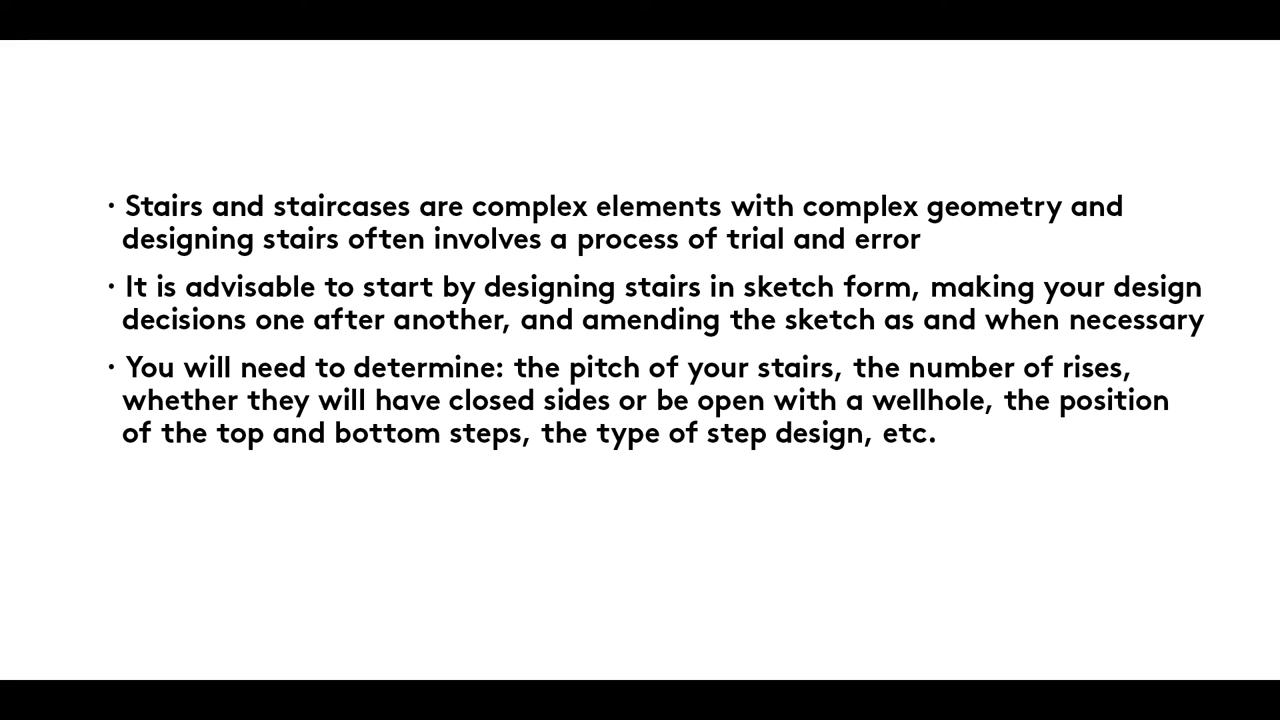 · Stairs and staircases are complex elements with complex geometry and
designing stairs often involves a process of trial and error
· It is advisable to start by designing stairs in sketch form, making your design
decisions one after another, and amending the sketch as and when necessary
· You will need to determine: the pitch of your stairs, the number of rises,
whether they will have closed sides or be open with a wellhole, the position
of the top and bottom steps, the type of step design, etc.